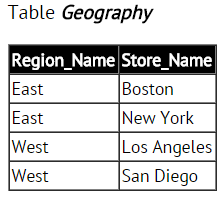 Table Geography
Region_Name Store_Name
East Boston
East New York
West Los Angeles
West San Diego